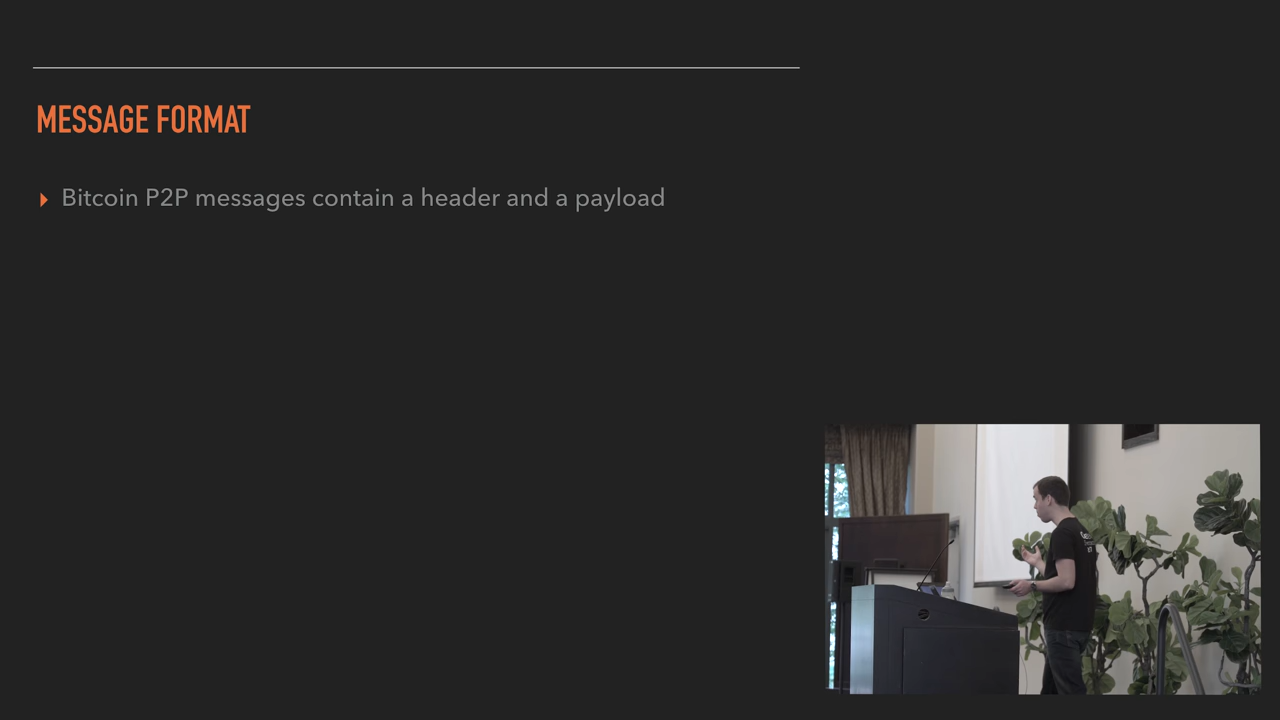 MESSAGE FORMAT
Bitcoin P2P messages contain a header and a payload